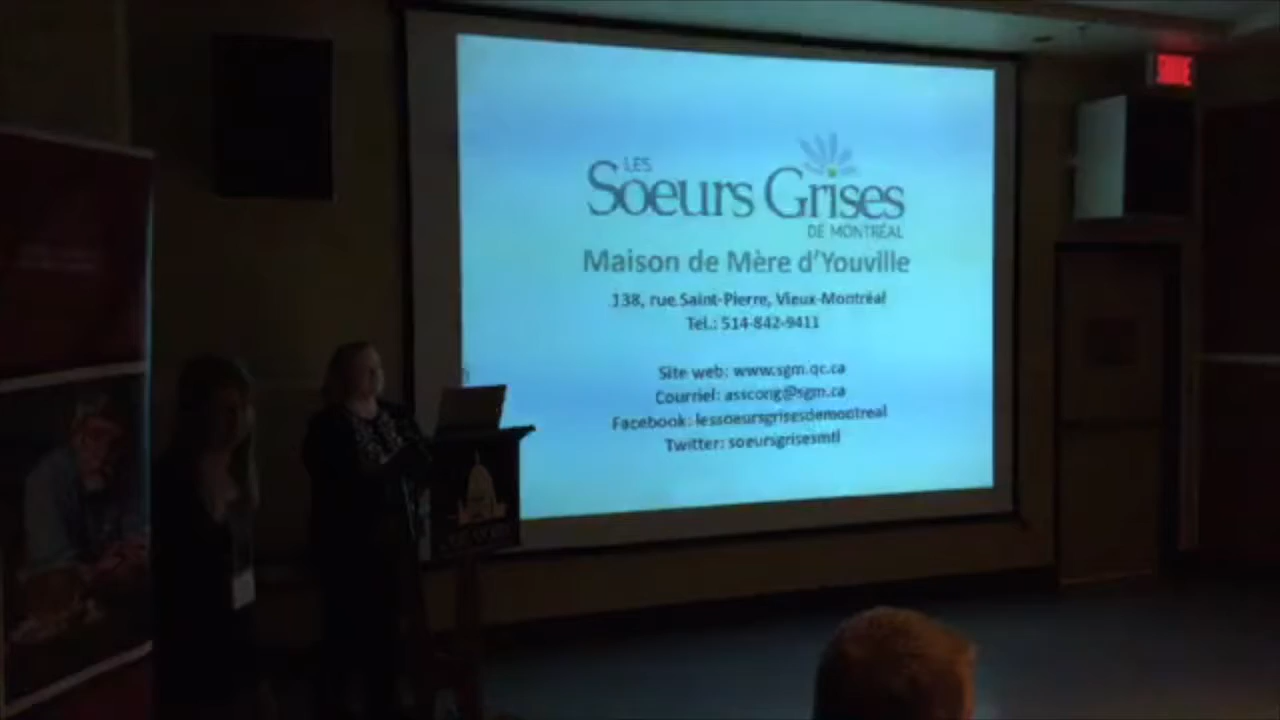 SORTIE
LES
Soeurs Grises
DE MONTRÉAL
Maison de Mère d'Youville
138, rue Saint-Pierre, Vieux-Montréal
Tél.: 514-842-9411
Site web: www.sgm.qc.ca
Courriel: asscong@sgm.ca
Facebook: lessoeursgrisesdemontreal
Twitter: soeursgrisesmtl